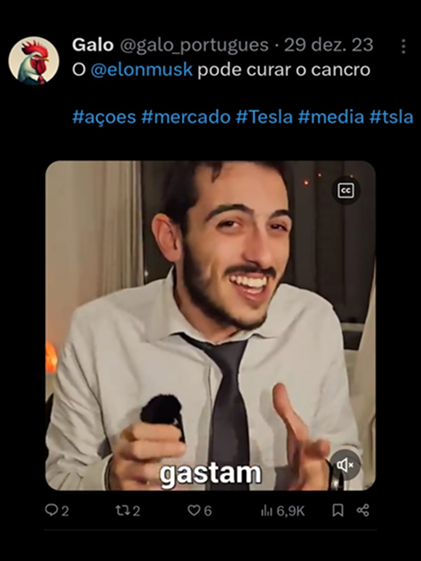 Galo @galo_portugues · 29 dez. 23
O @elonmusk pode curar o cancro
#açoes #mercado #Tesla #media #tsla
CC
gastam
2 2 6 6,9K